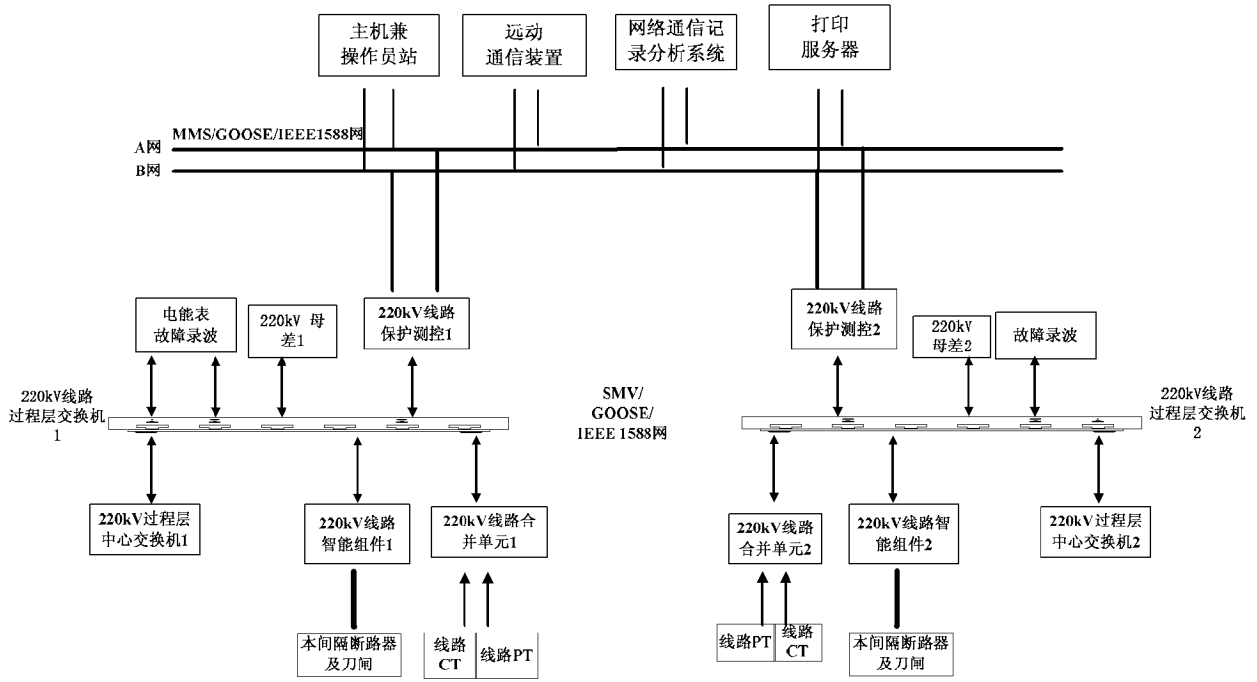 主机兼
操作员站
远动
通信装置
网络通信记
录分析系统
打印
服务器
MMS/GOOSE/IEEE1588网
A网
B网
电能表
故障录波
220kV 母
差1
220kV线路
保护测控1
220kV线路
保护测控2
220kV
母差2
故障录波
220kV线路
过程层交换机
1
SMV/
GOOSE/
IEEE 1588网
220kV线路
过程层交换机
2
220kV过程层
中心交换机1
220kV线路
智能组件1
220kV线路合
并单元1
220kV线路
合并单元2
220kV线路智
能组件2
220kV过程层
中心交换机2
本间隔断路器
及刀闸
线路
CT
线路PT
线路PT
线路
CT
本间隔断路器
及刀闸